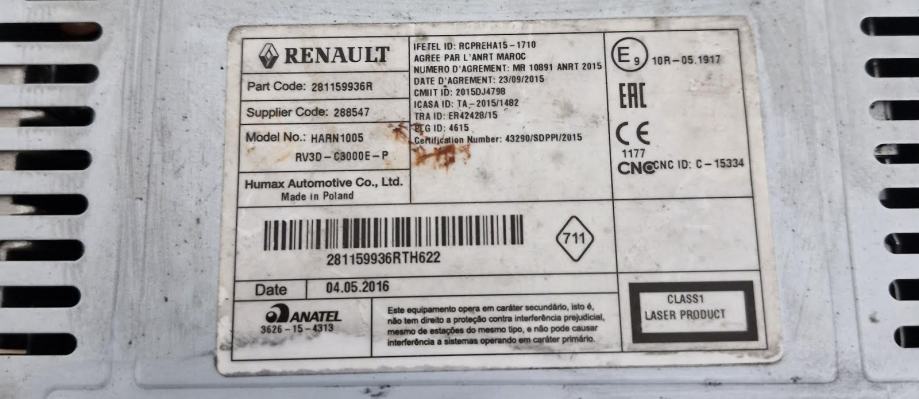 RENAULT
Part Code: 281159936R
Supplier Code: 288547
Model No.: HARN1005
RV3D-C3000E-P
Humax Automotive Co., Ltd.
Made in Poland
IFETEL ID: RCPREHA15-1710
AGREE PAR L'ANRT MAROC
NUMERO D'AGREMENT: MR 10891 ANRT 2015
DATE D'AGREMENT: 23/09/2015
CMIIT ID: 2015DJ4798
ICASA ID: TA-2015/1482
TRA ID: ER42428/15
PLG ID: 4615
Certification Number: 43290/SDPPI/2015
E9 10R-05.1917
EAC
CE
1177
CNC CNC ID: C-15334
281159936RTH622
711
Date 04.05.2016
ANATEL
3626-15-4313
Este equipamento opera em caráter secundário, isto é,
não tem direito a proteção contra interferência prejudicial,
mesmo de estações do mesmo tipo, e não pode causar
interferência a sistemas operando em caráter primário.
CLASS1
LASER PRODUCT